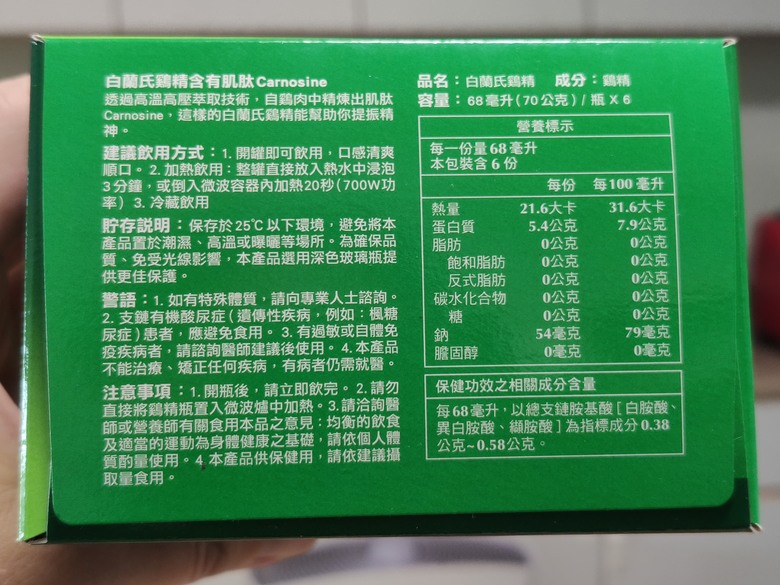 白蘭氏鷄精含有肌肽Carnosine
透過高溫高壓萃取技術，自鷄肉中精煉出肌肽
Carnosine，這樣的白蘭氏鷄精能幫助你提振精
神。
建議飲用方式：1. 開罐即可飲用，口感清爽
順口。2. 加熱飲用：整罐直接放入熱水中浸泡
3分鐘，或倒入微波容器內加熱20秒（700W功
率）3. 冷藏飲用
貯存説明：保存於25℃以下環境，避免將本
產品置於潮濕、高溫或曝曬等場所。為確保品
質、免受光線影響，本產品選用深色玻璃瓶提
供更佳保護。
警語：1. 如有特殊體質，請向專業人士諮詢。
2. 支鏈有機酸尿症（遺傳性疾病，例如：楓糖
尿症）患者，應避免食用。3. 有過敏或自體免
疫疾病者，請諮詢醫師建議後使用。4. 本產品
不能治療、矯正任何疾病，有病者仍需就醫。
注意事項：1. 開瓶後，請立即飲完。2. 請勿
直接將鷄精瓶置入微波爐中加熱。3. 請洽詢醫
師或營養師有關食用本品之意見：均衡的飲食
及適當的運動為身體健康之基礎，請依個人體
質酌量使用。4. 本產品供保健用，請依建議攝
取量食用。
品名：白蘭氏鷄精 成分：鷄精
容量：68毫升(70公克)/瓶X6
營養標示
每一份量68毫升
本包裝含6份
每份 每100毫升
熱量 21.6大卡 31.6大卡
蛋白質 5.4公克 7.9公克
脂肪 0公克 0公克
飽和脂肪 0公克 0公克
反式脂肪 0公克 0公克
碳水化合物 0公克 0公克
糖 0公克 0公克
鈉 54毫克 79毫克
膽固醇 0毫克 0毫克
保健功效之相關成分含量
每68毫升，以總支鏈胺基酸［白胺酸、
異白胺酸、纈胺酸］為指標成分0.38
公克~0.58公克。